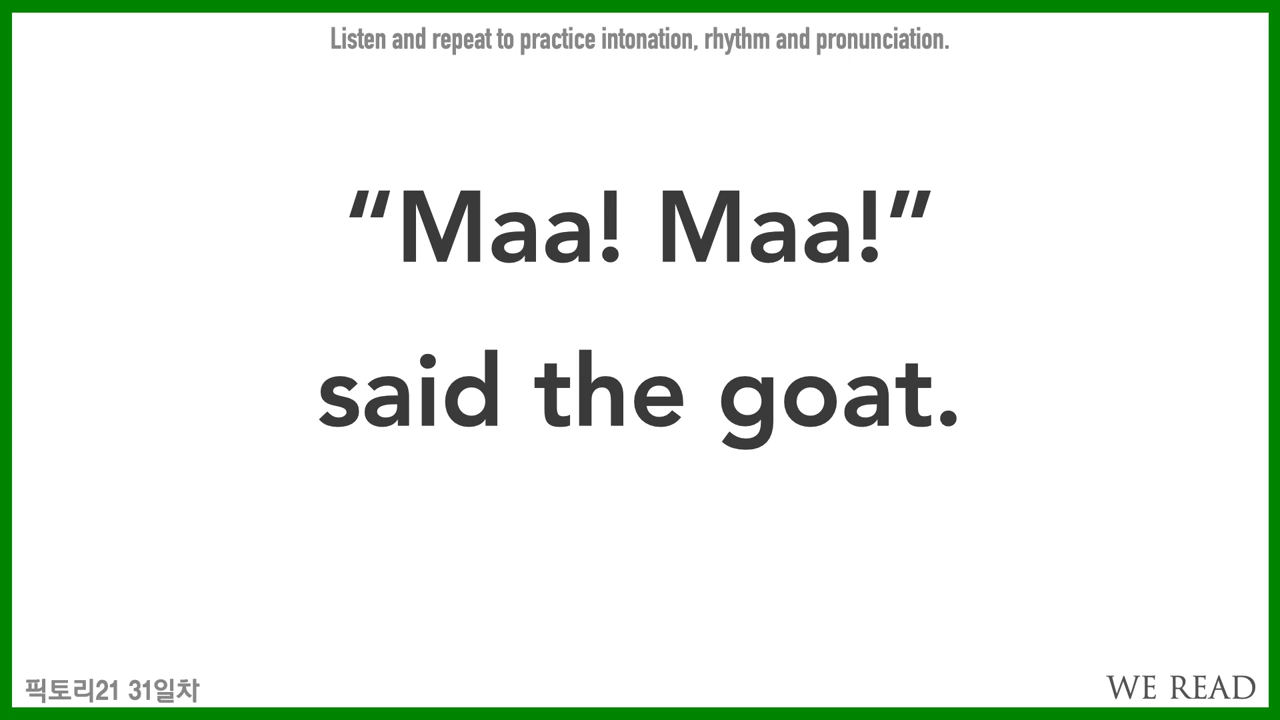 Listen and repeat to practice intonation, rhythm and pronunciation.
“Maa! Maa!”
said the goat.
픽토리21 31일차
WE READ